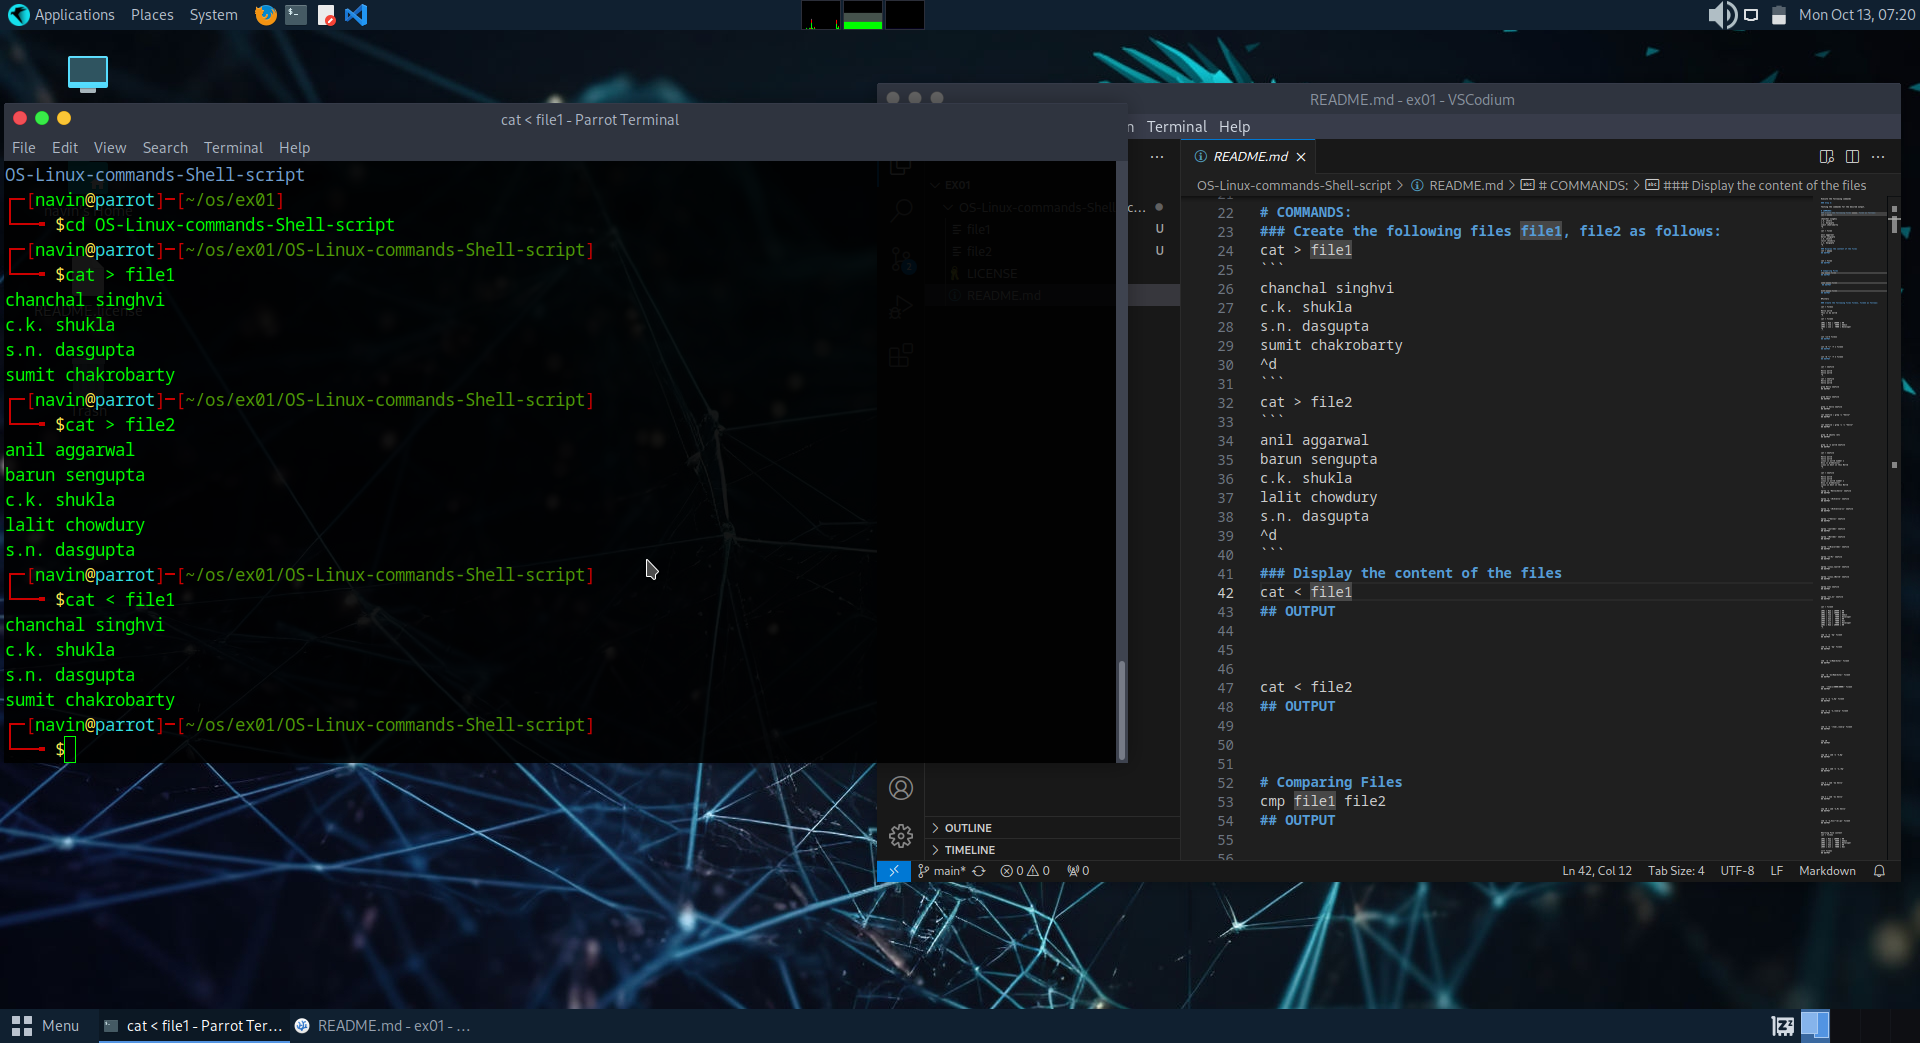 Applications Places System
Mon Oct 13, 07:20
README.md - ex01 - VSCodium
cat < file1 - Parrot Terminal
File Edit View Search Terminal Help
OS-Linux-commands-Shell-script
[navin@parrot]─[~/os/ex01]
$cd OS-Linux-commands-Shell-script
[navin@parrot]─[~/os/ex01/OS-Linux-commands-Shell-script]
$cat > file1
chanchal singhvi
c.k. shukla
s.n. dasgupta
sumit chakrobarty
[navin@parrot]─[~/os/ex01/OS-Linux-commands-Shell-script]
$cat > file2
anil aggarwal
barun sengupta
c.k. shukla
lalit chowdury
s.n. dasgupta
[navin@parrot]─[~/os/ex01/OS-Linux-commands-Shell-script]
$cat < file1
chanchal singhvi
c.k. shukla
s.n. dasgupta
sumit chakrobarty
[navin@parrot]─[~/os/ex01/OS-Linux-commands-Shell-script]
$
n Terminal Help
EX01
OS-Linux-commands-Shell-sc...
file1 U
file2 U
LICENSE
README.md
OUTLINE
TIMELINE
README.md
OS-Linux-commands-Shell-script > README.md > # COMMANDS: > ### Display the content of the files
22 # COMMANDS:
23 ### Create the following files file1, file2 as follows:
24 cat > file1
25 ```
26 chanchal singhvi
27 c.k. shukla
28 s.n. dasgupta
29 sumit chakrobarty
30 ^d
31 ```
32 cat > file2
33 ```
34 anil aggarwal
35 barun sengupta
36 c.k. shukla
37 lalit chowdury
38 s.n. dasgupta
39 ^d
40 ```
41 ### Display the content of the files
42 cat < file1
43 ## OUTPUT
44
45
46
47 cat < file2
48 ## OUTPUT
49
50
51
52 # Comparing Files
53 cmp file1 file2
54 ## OUTPUT
55
56
main* 0 0 0
Ln 42, Col 12 Tab Size: 4 UTF-8 LF Markdown
Menu
cat < file1 - Parrot Ter...
README.md - ex01 - ...